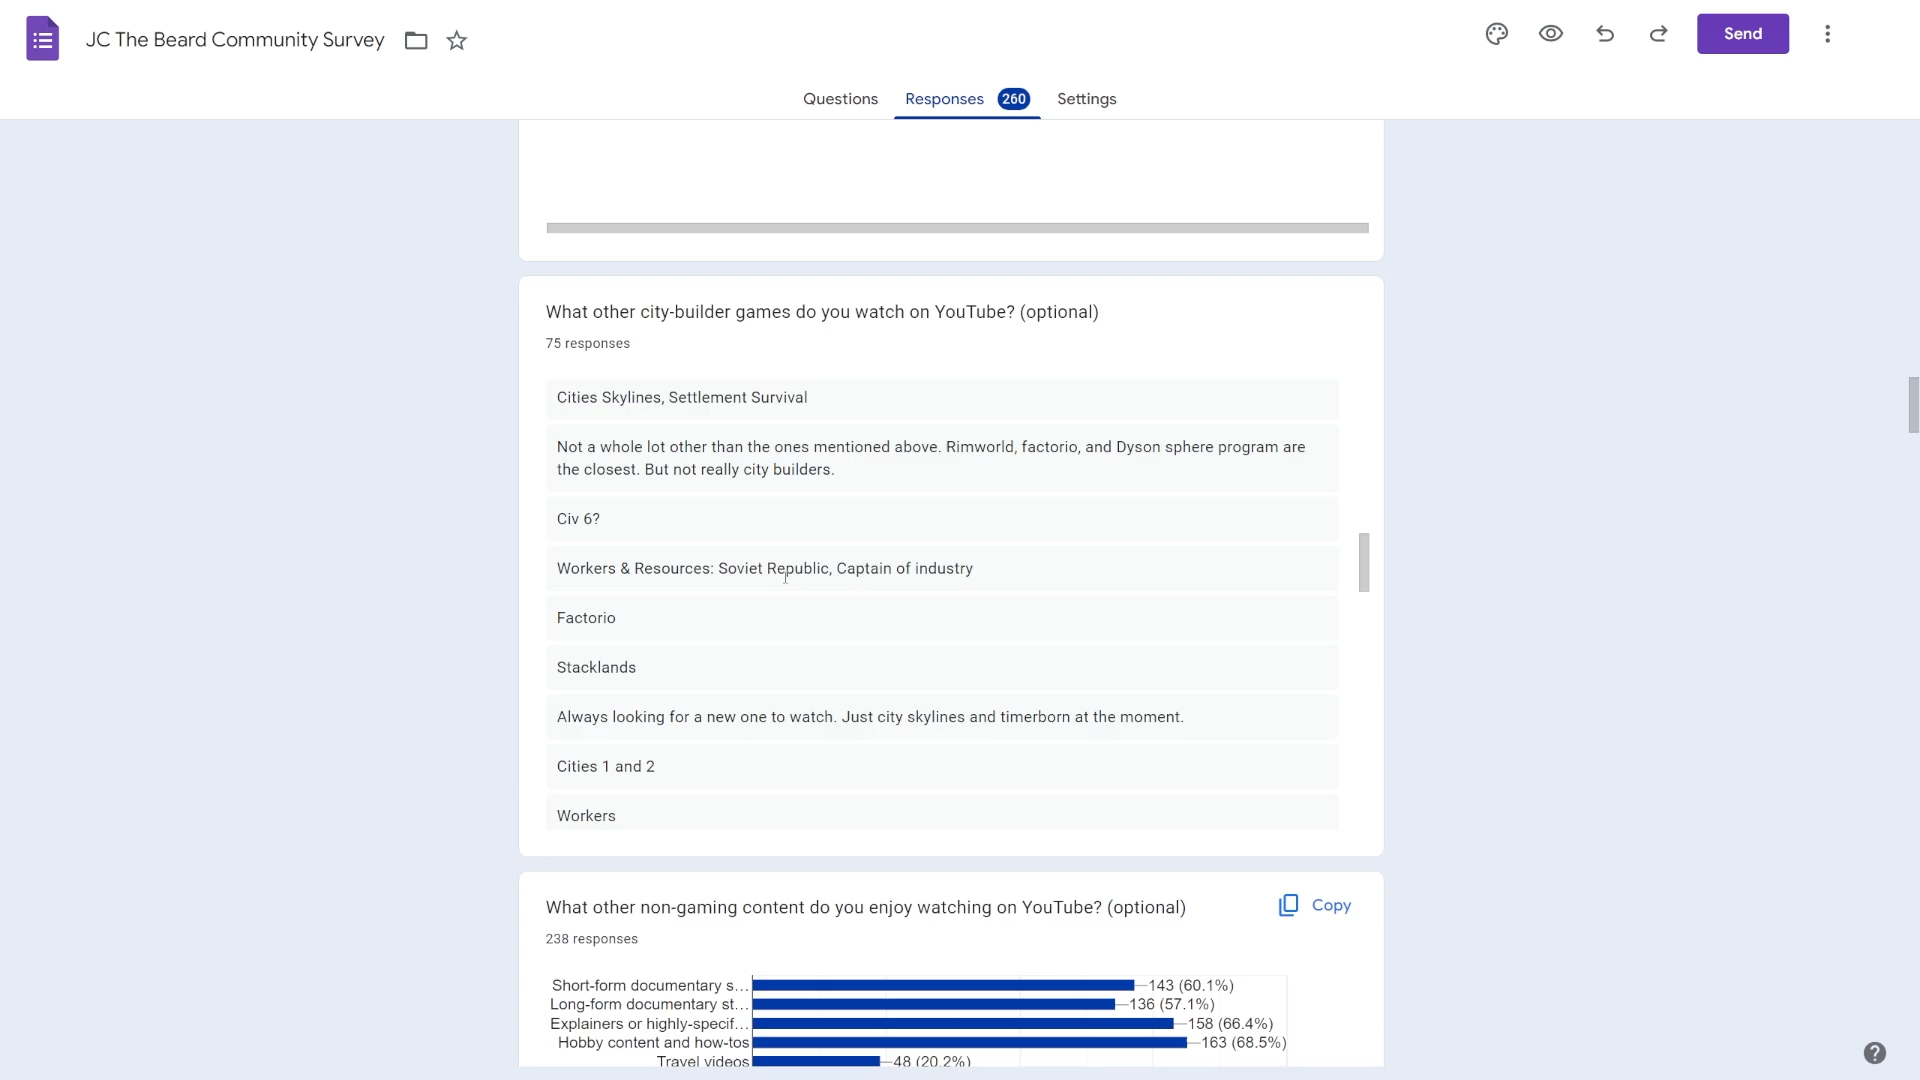 JC The Beard Community Survey
Send
Questions
Responses 260
Settings
What other city-builder games do you watch on YouTube? (optional)
75 responses
Cities Skylines, Settlement Survival
Not a whole lot other than the ones mentioned above. Rimworld, factorio, and Dyson sphere program are
the closest. But not really city builders.
Civ 6?
Workers & Resources: Soviet Republic, Captain of industry
Factorio
Stacklands
Always looking for a new one to watch. Just city skylines and timerborn at the moment.
Cities 1 and 2
Workers
What other non-gaming content do you enjoy watching on YouTube? (optional)
Copy
238 responses
Short-form documentary s... 143 (60.1%)
Long-form documentary st... 136 (57.1%)
Explainers or highly-specif... 158 (66.4%)
Hobby content and how-tos 163 (68.5%)
Travel videos 48 (20.2%)
?